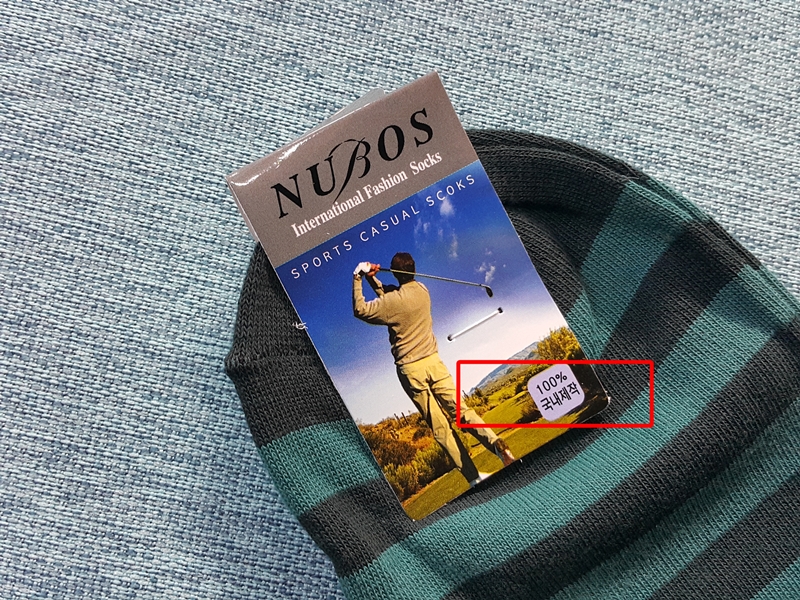 NUBOS
International Fashion Socks
SPORTS CASUAL SCOKS
100%
국내제작